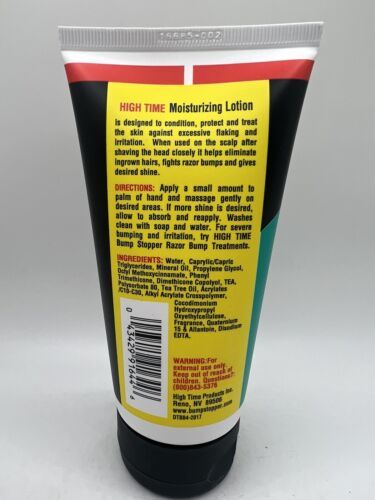 HIGH TIME Moisturizing Lotion
is designed to condition, protect and treat
the skin against excessive flaking and
irritation. When used on the scalp after
shaving the head closely it helps eliminate
ingrown hairs, fights razor bumps and gives
desired shine.
DIRECTIONS: Apply a small amount to
palm of hand and massage gently on
desired areas. If more shine is desired,
allow to absorb and reapply. Washes
clean with soap and water. For severe
bumping and irritation, try HIGH TIME
Bump Stopper Razor Bump Treatments.
INGREDIENTS: Water, Caprylic/Capric
Triglycerides, Mineral Oil, Propylene Glycol,
Octyl Methoxycinnamate, Phenyl
Trimethicone, Dimethicone Copolyol, TEA,
Polysorbate 80, Tea Tree Oil, Acrylates
/C10-C30, Alkyl Acrylate Crosspolymer,
Cocodimonium
Hydroxypropyl
Oxyethylcellulose,
Fragrance, Quaternium
15 & Allantoin, Disodium
EDTA.
WARNING: For
external use only.
Keep out of reach of
children. Questions?
(800)843-5376
High Time Products Inc.
Reno, NV 89506
www.bumpstopper.com
DTBB4-2017
0 43429 91644 6